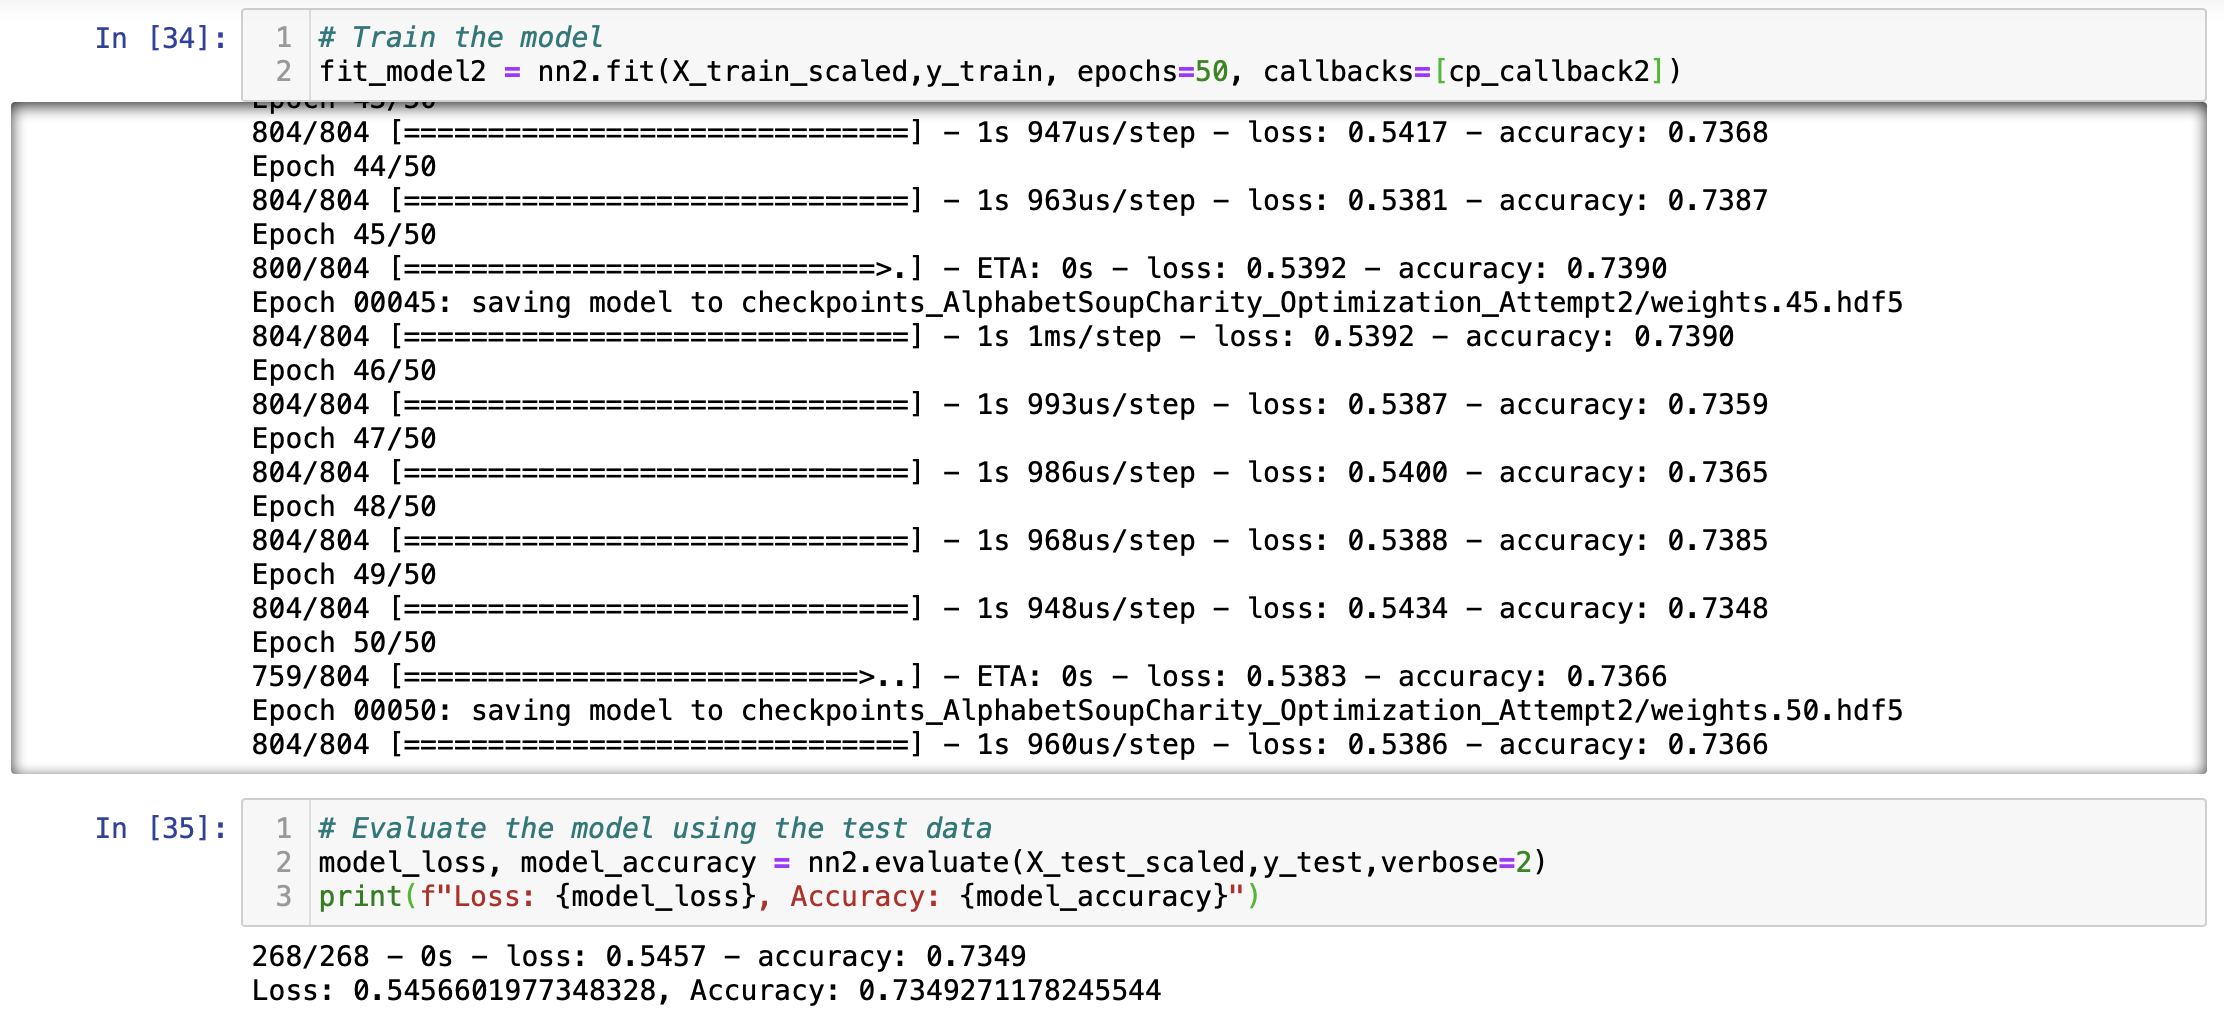 In [34]:
1 # Train the model
2 fit_model2 = nn2.fit(X_train_scaled,y_train, epochs=50, callbacks=[cp_callback2])
Epoch 43/50
804/804 [==============================] - 1s 947us/step - loss: 0.5417 - accuracy: 0.7368
Epoch 44/50
804/804 [==============================] - 1s 963us/step - loss: 0.5381 - accuracy: 0.7387
Epoch 45/50
800/804 [============================>.] - ETA: 0s - loss: 0.5392 - accuracy: 0.7390
Epoch 00045: saving model to checkpoints_AlphabetSoupCharity_Optimization_Attempt2/weights.45.hdf5
804/804 [==============================] - 1s 1ms/step - loss: 0.5392 - accuracy: 0.7390
Epoch 46/50
804/804 [==============================] - 1s 993us/step - loss: 0.5387 - accuracy: 0.7359
Epoch 47/50
804/804 [==============================] - 1s 986us/step - loss: 0.5400 - accuracy: 0.7365
Epoch 48/50
804/804 [==============================] - 1s 968us/step - loss: 0.5388 - accuracy: 0.7385
Epoch 49/50
804/804 [==============================] - 1s 948us/step - loss: 0.5434 - accuracy: 0.7348
Epoch 50/50
759/804 [===========================>..] - ETA: 0s - loss: 0.5383 - accuracy: 0.7366
Epoch 00050: saving model to checkpoints_AlphabetSoupCharity_Optimization_Attempt2/weights.50.hdf5
804/804 [==============================] - 1s 960us/step - loss: 0.5386 - accuracy: 0.7366
In [35]:
1 # Evaluate the model using the test data
2 model_loss, model_accuracy = nn2.evaluate(X_test_scaled,y_test,verbose=2)
3 print(f"Loss: {model_loss}, Accuracy: {model_accuracy}")
268/268 - 0s - loss: 0.5457 - accuracy: 0.7349
Loss: 0.5456601977348328, Accuracy: 0.7349271178245544